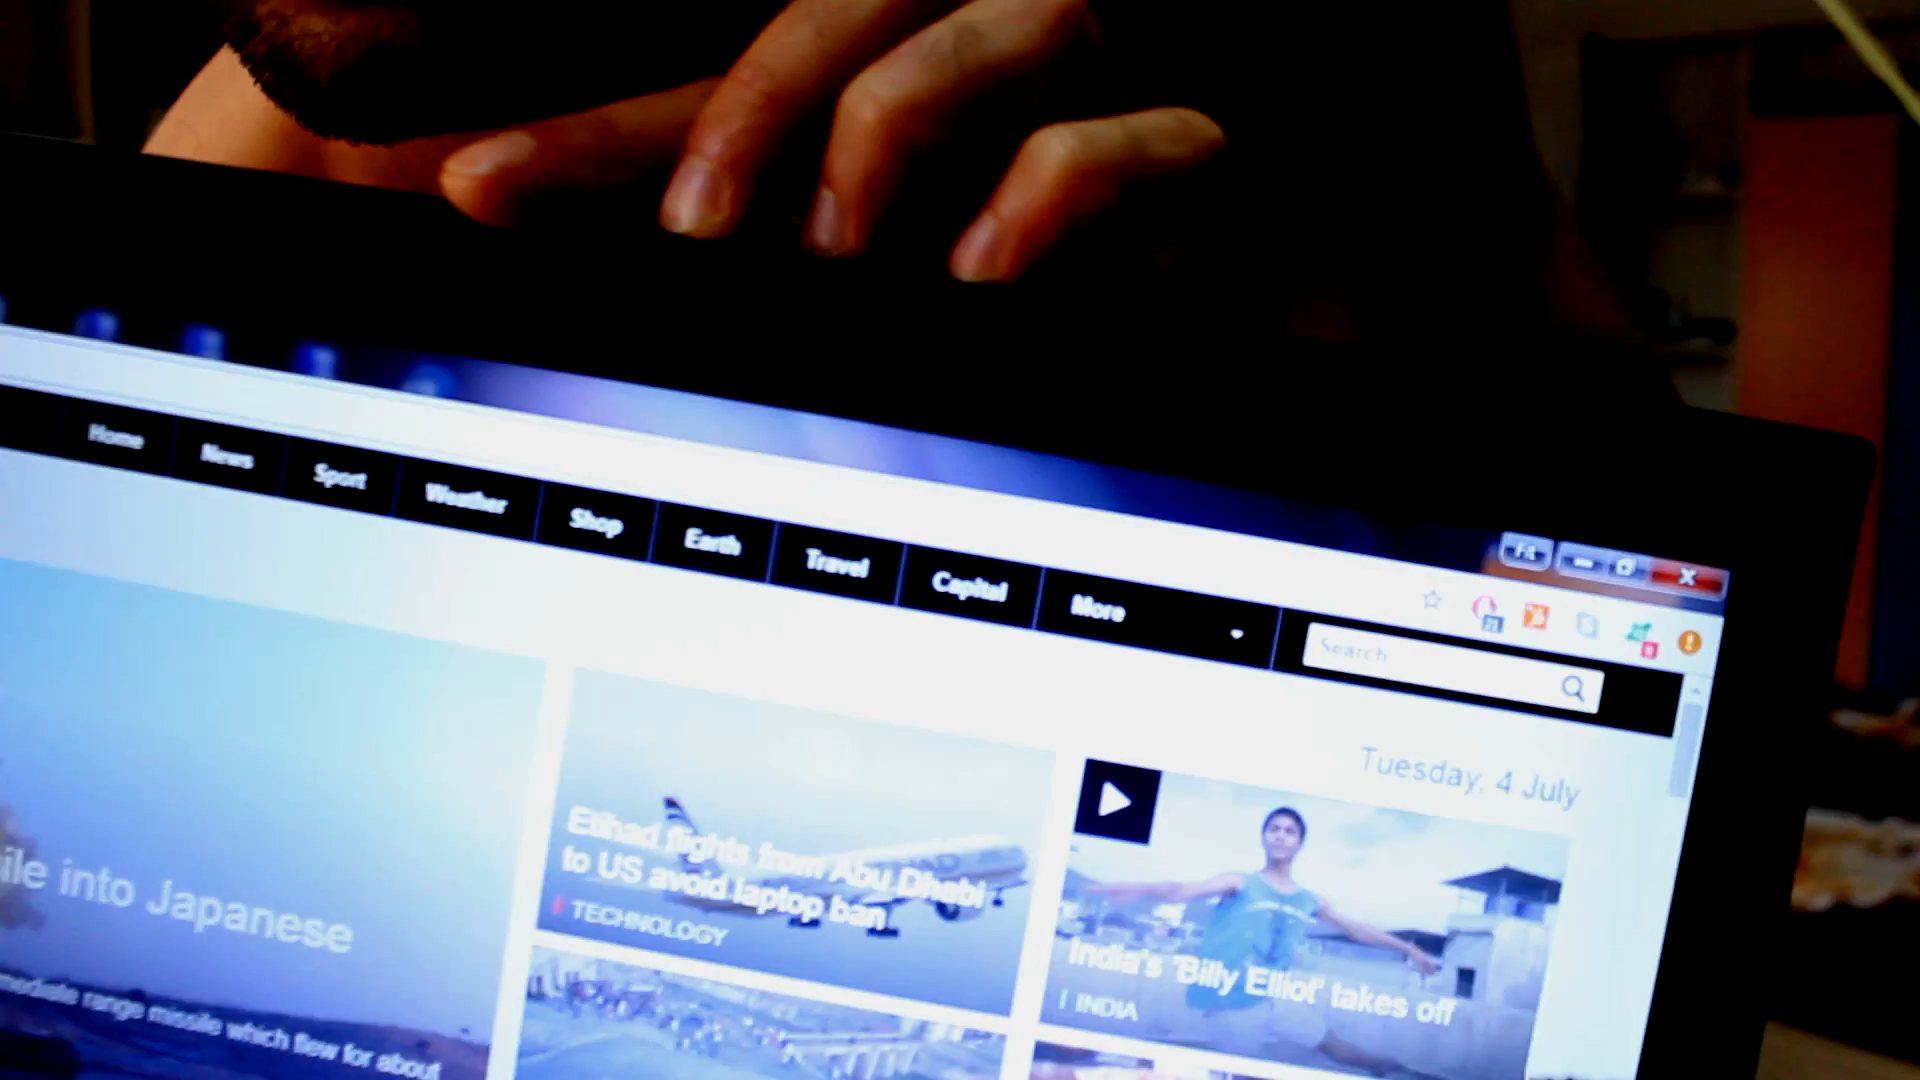 Home News Sport Weather Shop Earth Travel Capital More
Search
Tuesday, 4 July
ile into Japanese
mediate range missile which flew for about
Etihad flights from Abu Dhabi
to US avoid laptop ban
TECHNOLOGY
India's 'Billy Elliot' takes off
INDIA